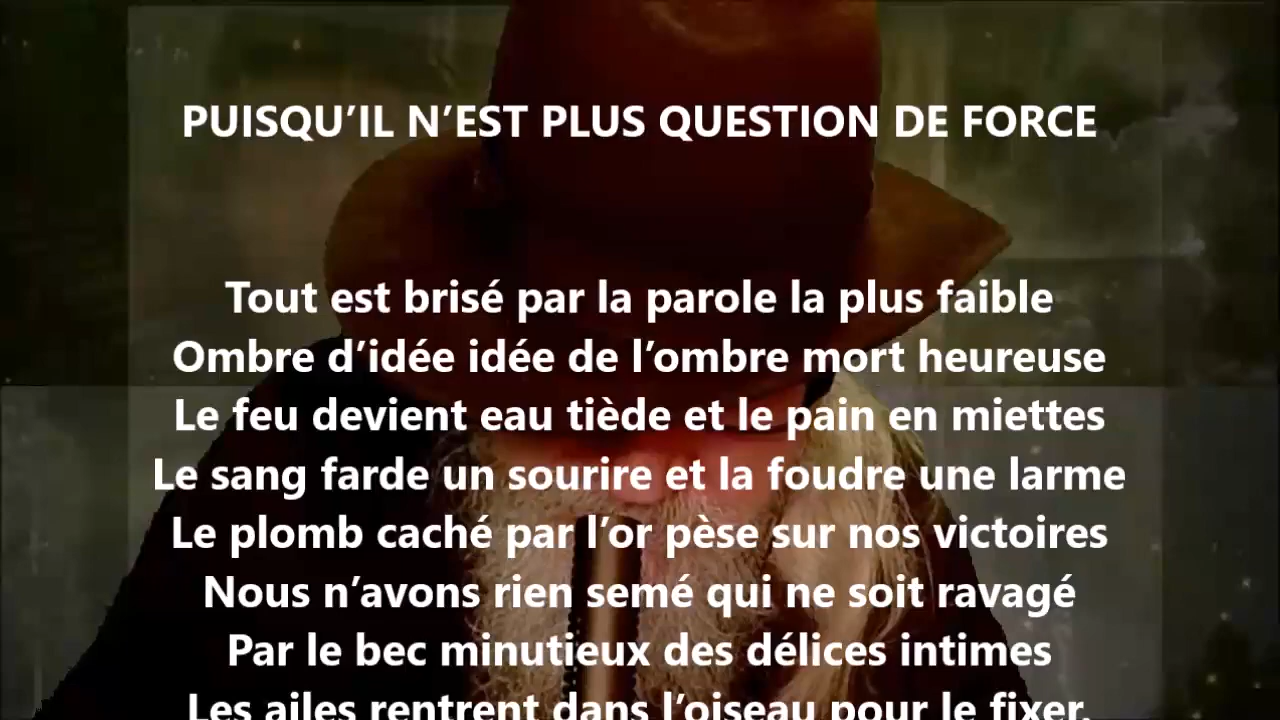 PUISQU’IL N’EST PLUS QUESTION DE FORCE
Tout est brisé par la parole la plus faible
Ombre d’idée idée de l’ombre mort heureuse
Le feu devient eau tiède et le pain en miettes
Le sang farde un sourire et la foudre une larme
Le plomb caché par l’or pèse sur nos victoires
Nous n’avons rien semé qui ne soit ravagé
Par le bec minutieux des délices intimes
Les ailes rentrent dans l’oiseau pour le fixer.